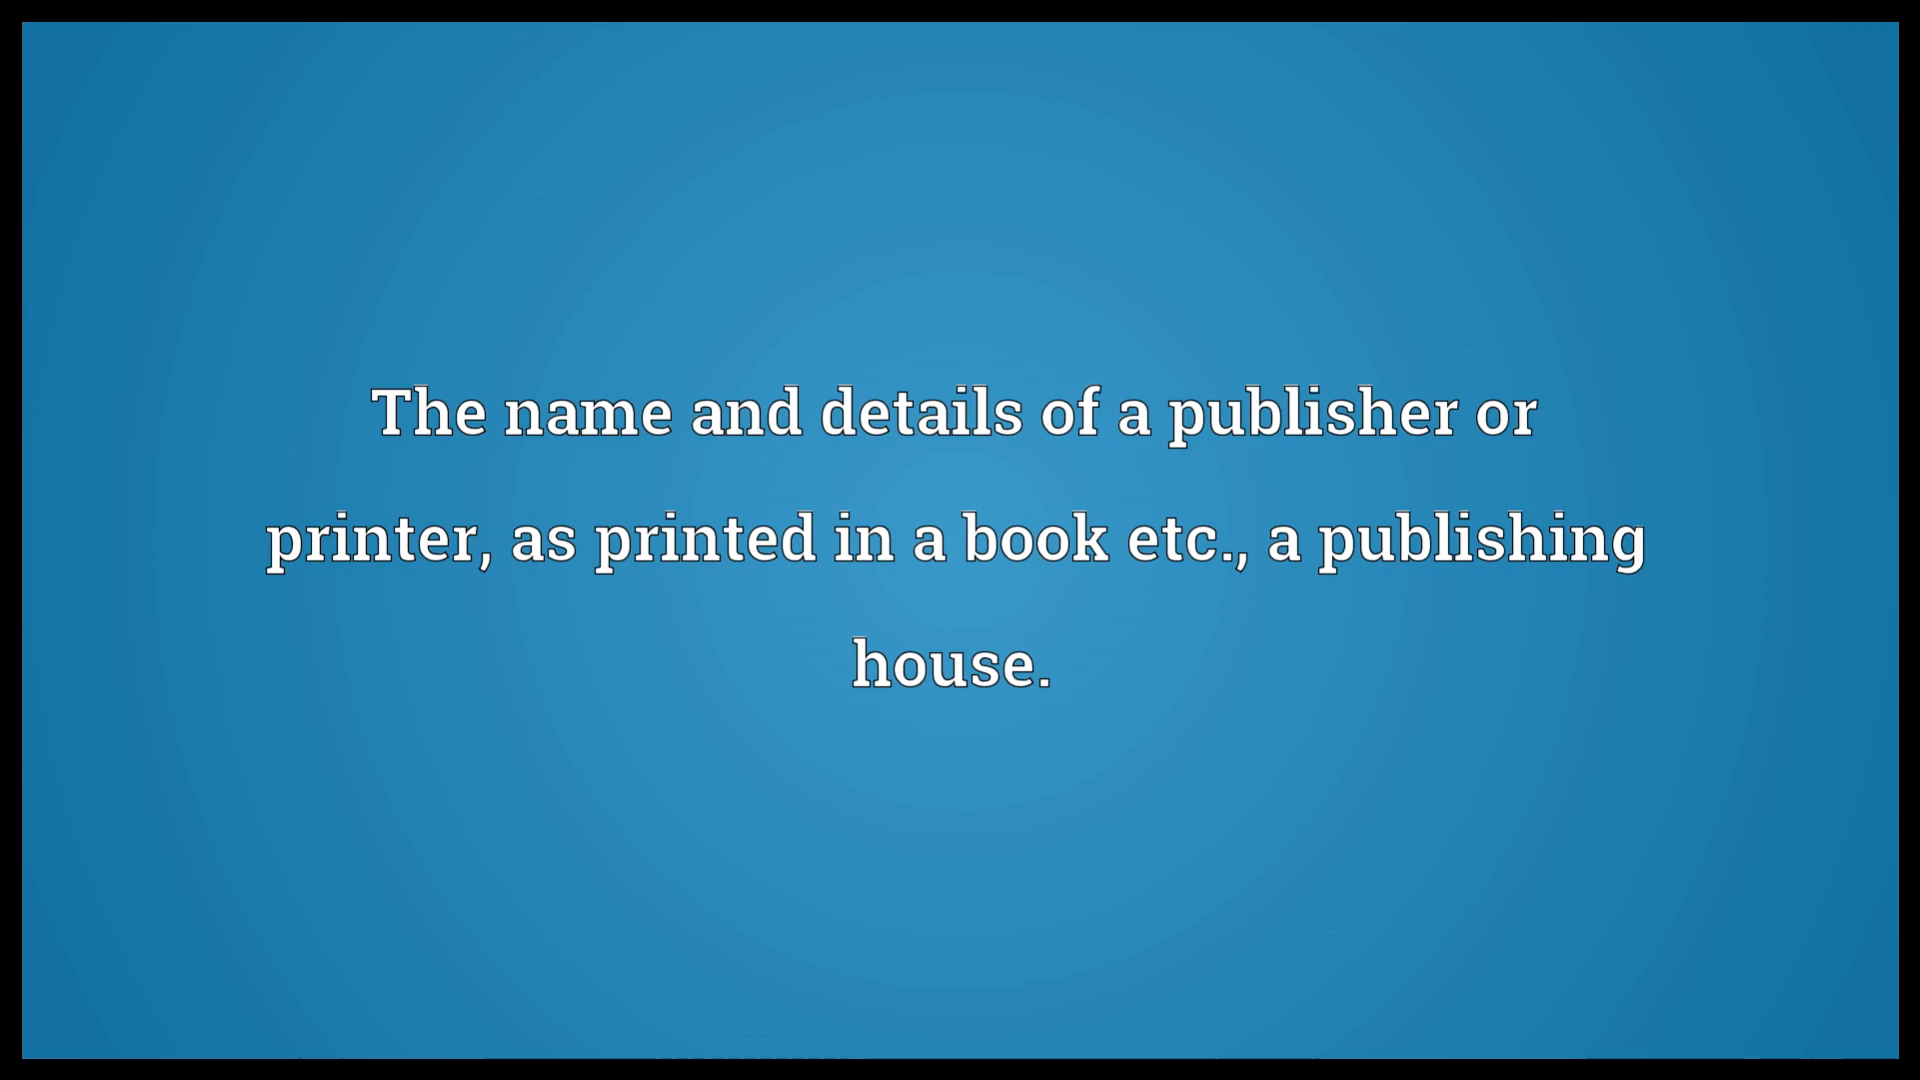 The name and details of a publisher or
printer, as printed in a book etc., a publishing
house.